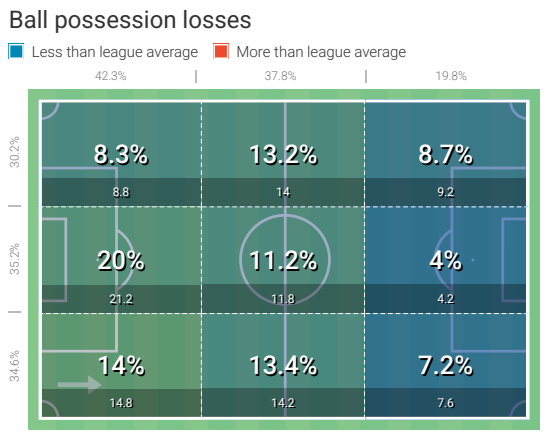 Ball possession losses
Less than league average More than league average
42.3% 37.8% 19.8%
30.2%
8.3% 13.2% 8.7%
8.8 14 9.2
35.2%
20% 11.2% 4%
21.2 11.8 4.2
34.6%
14% 13.4% 7.2%
14.8 14.2 7.6